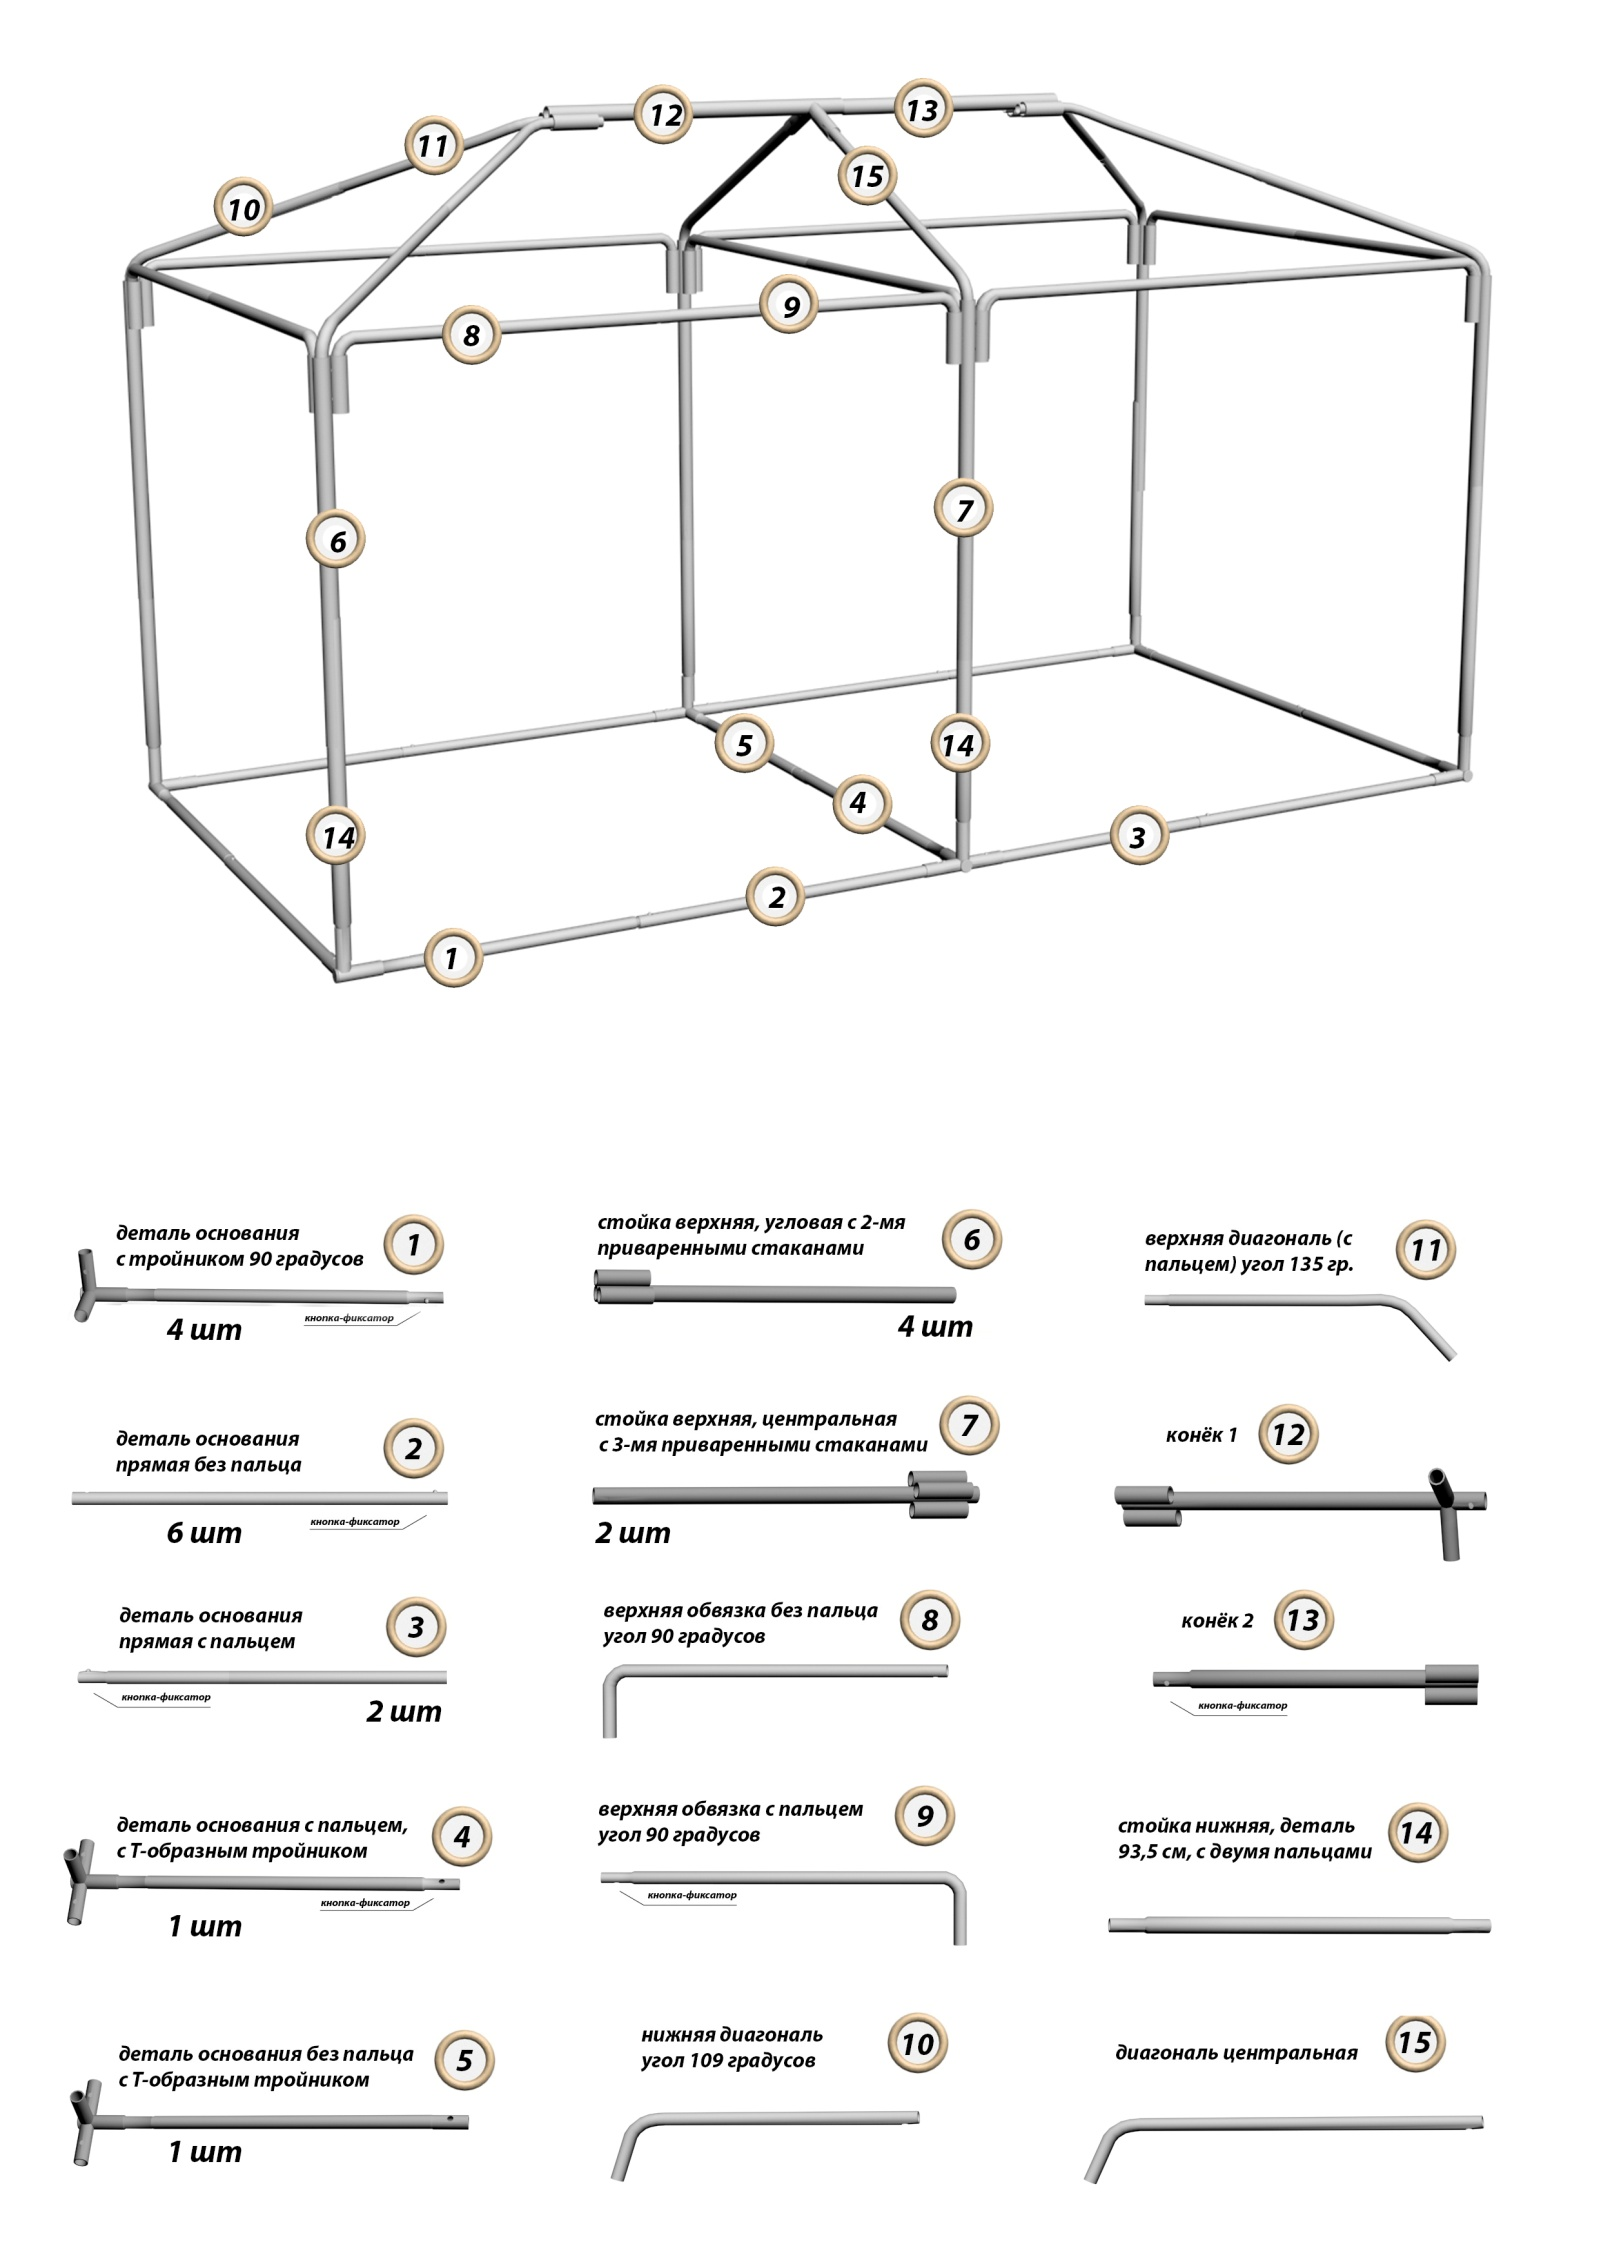 12
13
11
15
10
9
8
7
6
5
14
4
14
3
2
1
деталь основания
с тройником 90 градусов
1
кнопка-фиксатор
4 шт
деталь основания
прямая без пальца
2
кнопка-фиксатор
6 шт
деталь основания
прямая с пальцем
3
кнопка-фиксатор
2 шт
деталь основания с пальцем,
с Т-образным тройником
4
кнопка-фиксатор
1 шт
деталь основания без пальца
с Т-образным тройником
5
1 шт
стойка верхняя, угловая с 2-мя
приваренными стаканами
6
4 шт
стойка верхняя, центральная
с 3-мя приваренными стаканами
7
2 шт
верхняя обвязка без пальца
угол 90 градусов
8
верхняя обвязка с пальцем
угол 90 градусов
9
кнопка-фиксатор
нижняя диагональ
угол 109 градусов
10
верхняя диагональ (с
пальцем) угол 135 гр.
11
конёк 1
12
конёк 2
13
кнопка-фиксатор
стойка нижняя, деталь
93,5 см, с двумя пальцами
14
диагональ центральная
15